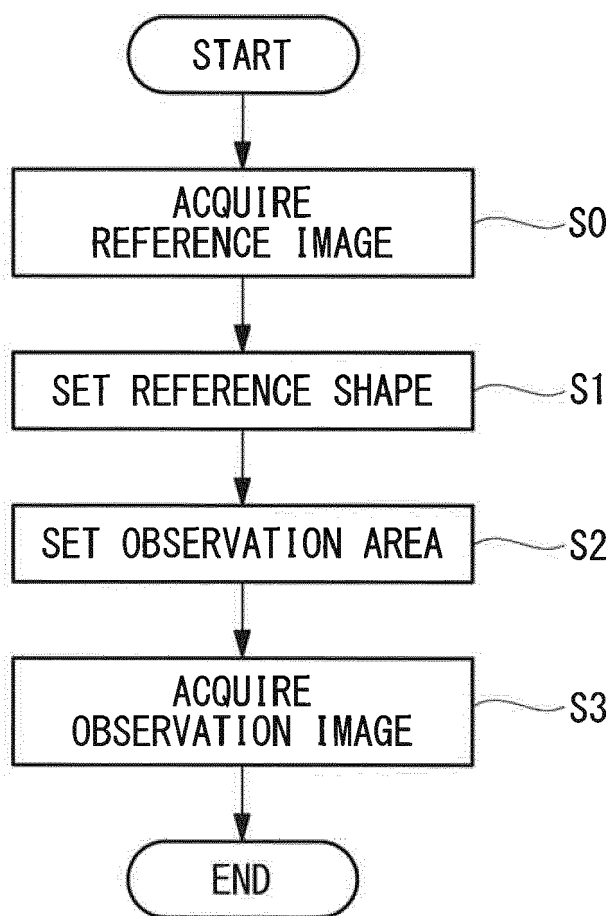 START
ACQUIRE
REFERENCE IMAGE
S0
SET REFERENCE SHAPE
S1
SET OBSERVATION AREA
S2
ACQUIRE
OBSERVATION IMAGE
S3
END